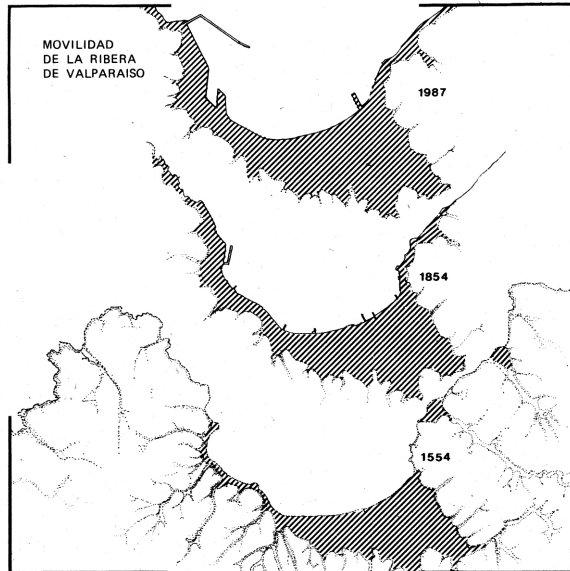 MOVILIDAD
DE LA RIBERA
DE VALPARAISO
1987
1854
1554